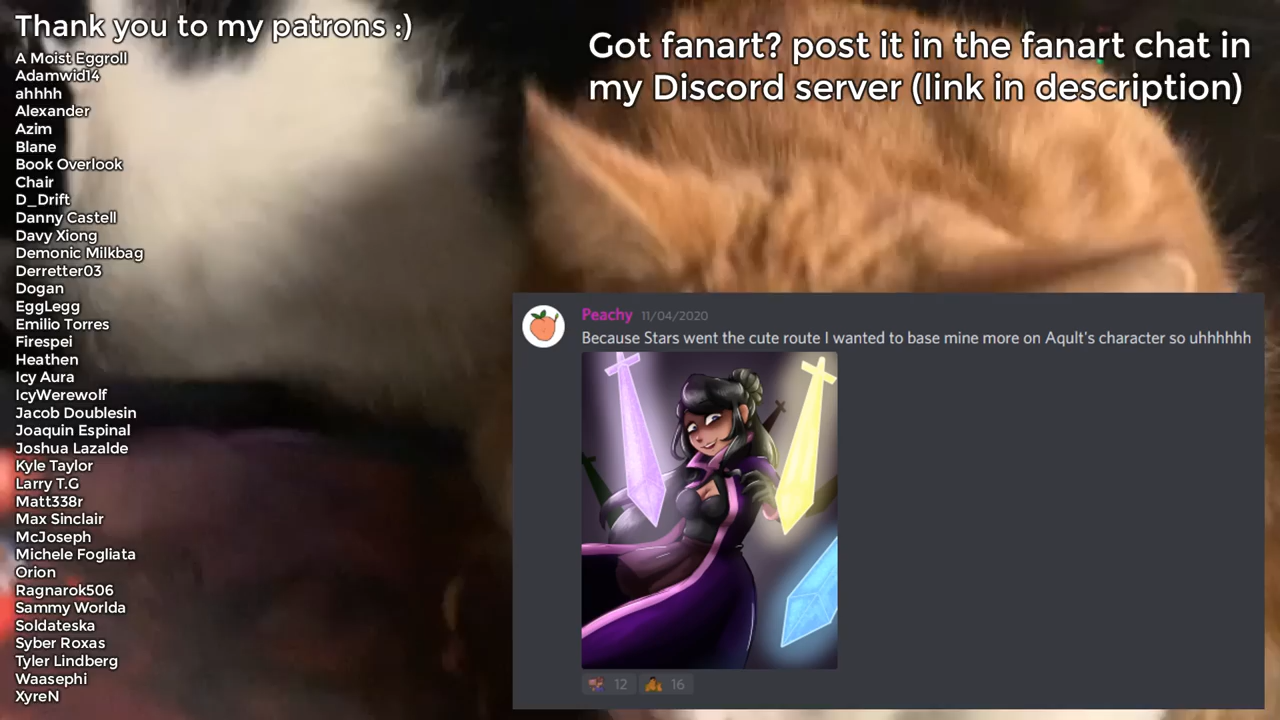 Thank you to my patrons :)
A Moist Eggroll
Adamwid14
ahhhh
Alexander
Azim
Blane
Book Overlook
Chair
D_Drift
Danny Castell
Davy Xiong
Demonic Milkbag
Derretter03
Dogan
EggLegg
Emilio Torres
Firespei
Heathen
Icy Aura
IcyWerewolf
Jacob Doublesin
Joaquin Espinal
Joshua Lazalde
Kyle Taylor
Larry T.G
Matt338r
Max Sinclair
McJoseph
Michele Fogliata
Orion
Ragnarok506
Sammy Worlda
Soldateska
Syber Roxas
Tyler Lindberg
Waasephi
XyreN
Got fanart? post it in the fanart chat in
my Discord server (link in description)
Peachy 11/04/2020
Because Stars went the cute route I wanted to base mine more on Aqult's character so uhhhhhh
12 16